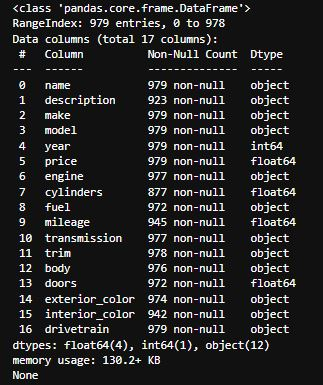 <class 'pandas.core.frame.DataFrame'>
RangeIndex: 979 entries, 0 to 978
Data columns (total 17 columns):
 #   Column          Non-Null Count  Dtype
---  ------          --------------  -----
 0   name            979 non-null    object
 1   description     923 non-null    object
 2   make            979 non-null    object
 3   model           979 non-null    object
 4   year            979 non-null    int64
 5   price           979 non-null    float64
 6   engine          977 non-null    object
 7   cylinders       877 non-null    float64
 8   fuel            972 non-null    object
 9   mileage         945 non-null    float64
 10  transmission    977 non-null    object
 11  trim            978 non-null    object
 12  body            976 non-null    object
 13  doors           972 non-null    float64
 14  exterior_color  974 non-null    object
 15  interior_color  942 non-null    object
 16  drivetrain      979 non-null    object
dtypes: float64(4), int64(1), object(12)
memory usage: 130.2+ KB
None